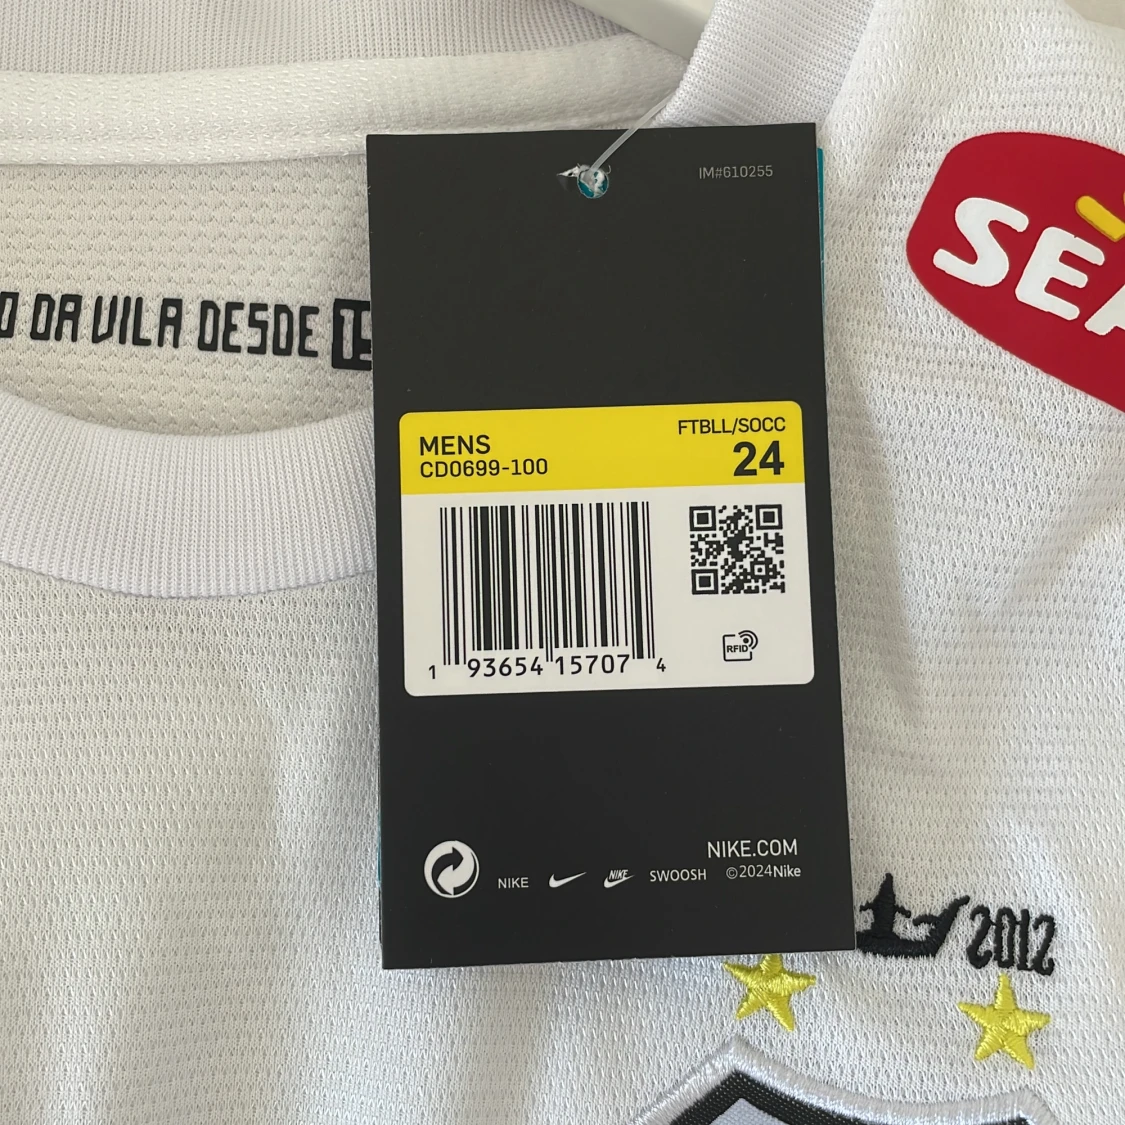 IM#610255
DA VILA DESDE
MENS
FTBLL/SOCC
CD0699-100
24
1 93654 15707 4
RFID
NIKE.COM
NIKE NIKE SWOOSH ©2024Nike
2012